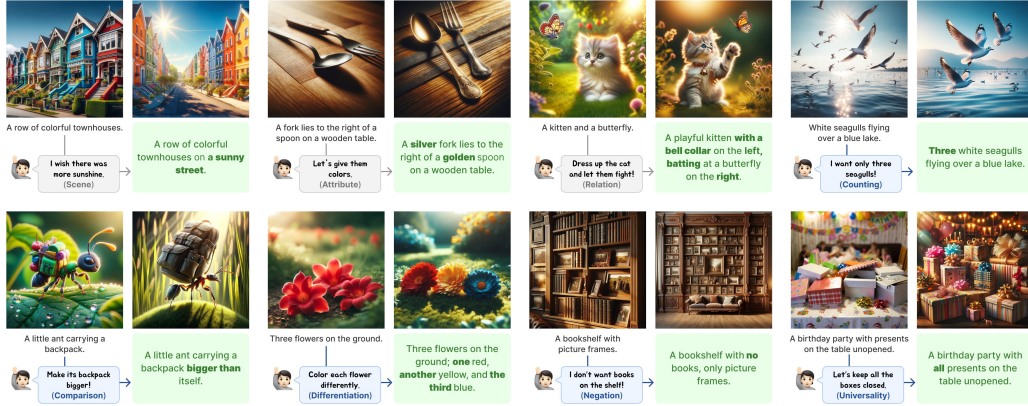 A row of colorful townhouses.
I wish there was
more sunshine.
(Scene)
A row of colorful
townhouses on a sunny
street.
A fork lies to the right of a
spoon on a wooden table.
Let's give them
colors.
(Attribute)
A silver fork lies to the
right of a golden spoon
on a wooden table.
A kitten and a butterfly.
Dress up the cat
and let them fight!
(Relation)
A playful kitten with a
bell collar on the left,
batting at a butterfly
on the right.
White seagulls flying
over a blue lake.
I want only three
seagulls!
(Counting)
Three white seagulls
flying over a blue lake.
A little ant carrying a
backpack.
Make its backpack
bigger!
(Comparison)
A little ant carrying a
backpack bigger than
itself.
Three flowers on the ground.
Color each flower
differently.
(Differentiation)
Three flowers on the
ground; one red,
another yellow, and the
third blue.
A bookshelf with
picture frames.
I don't want books
on the shelf!
(Negation)
A bookshelf with no
books, only picture
frames.
A birthday party with presents
on the table unopened.
Let's keep all the
boxes closed.
(Universality)
A birthday party with
all presents on the
table unopened.